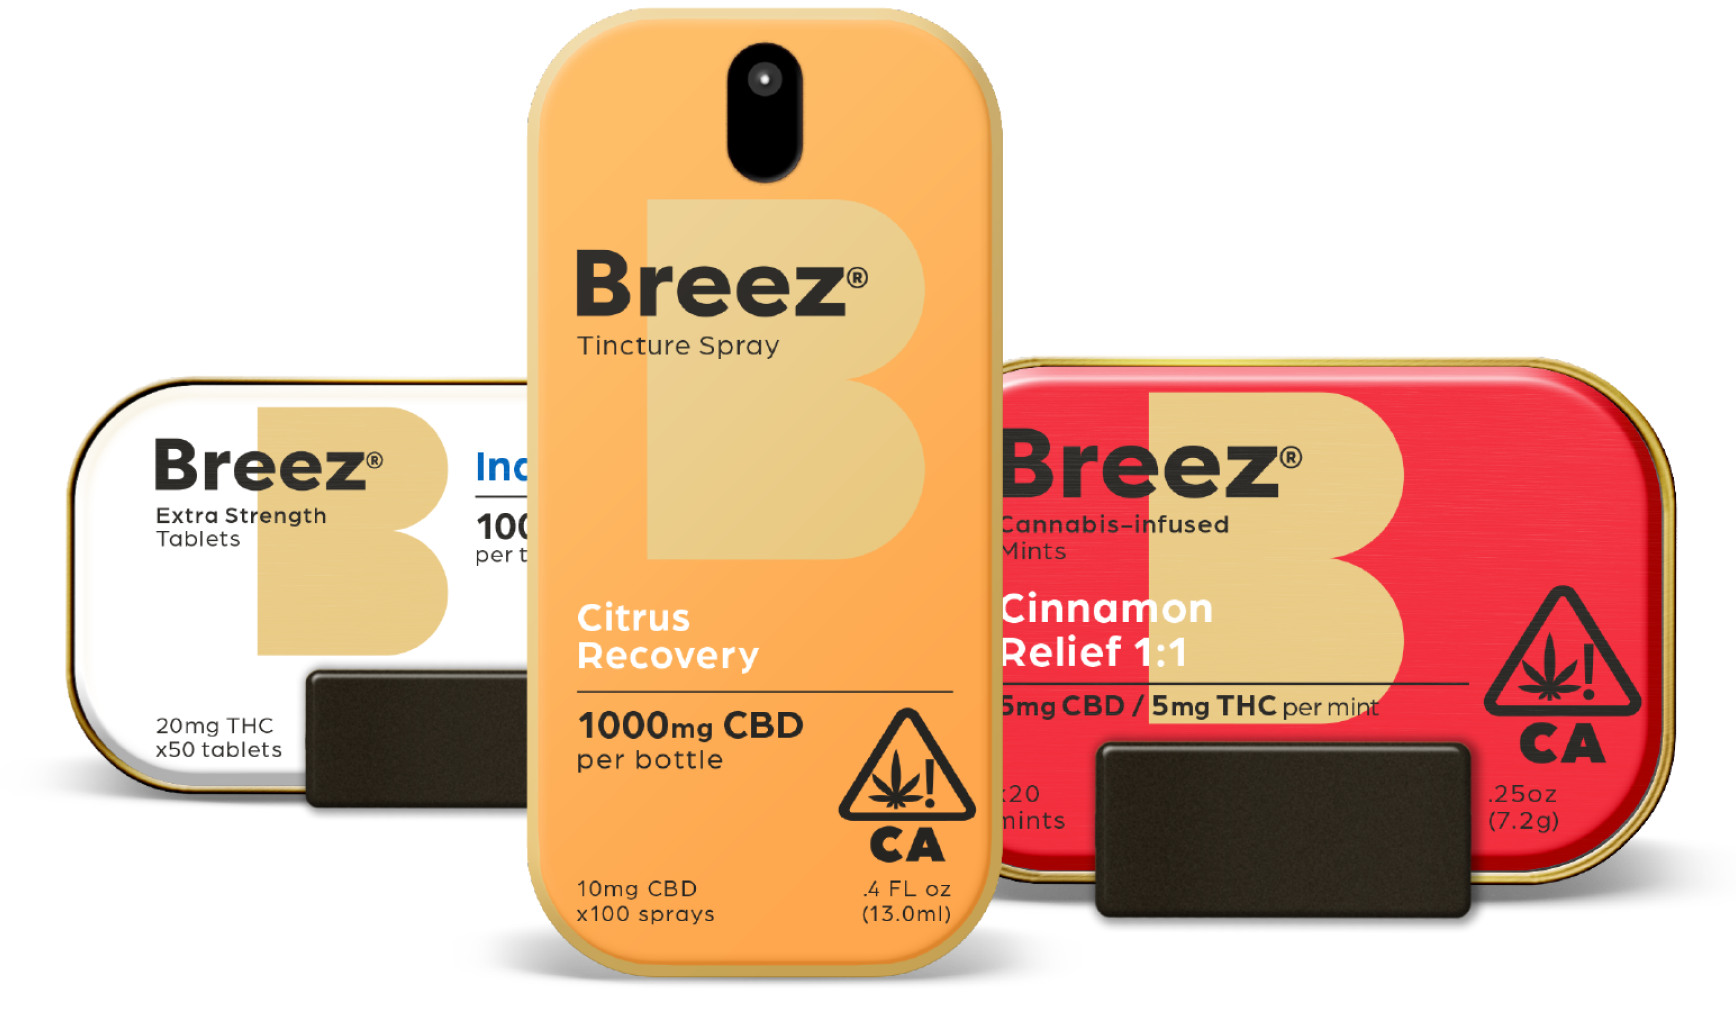 Breez®
Extra Strength
Tablets
20mg THC
x50 tablets
per
Breez®
Tincture Spray
Citrus
Recovery
1000mg CBD
per bottle
CA
10mg CBD
x100 sprays
.4 FL oz
(13.0ml)
Breez®
Cannabis-infused
Mints
Cinnamon
Relief 1:1
5mg CBD / 5mg THC per mint
CA
x20
mints
.25oz
(7.2g)